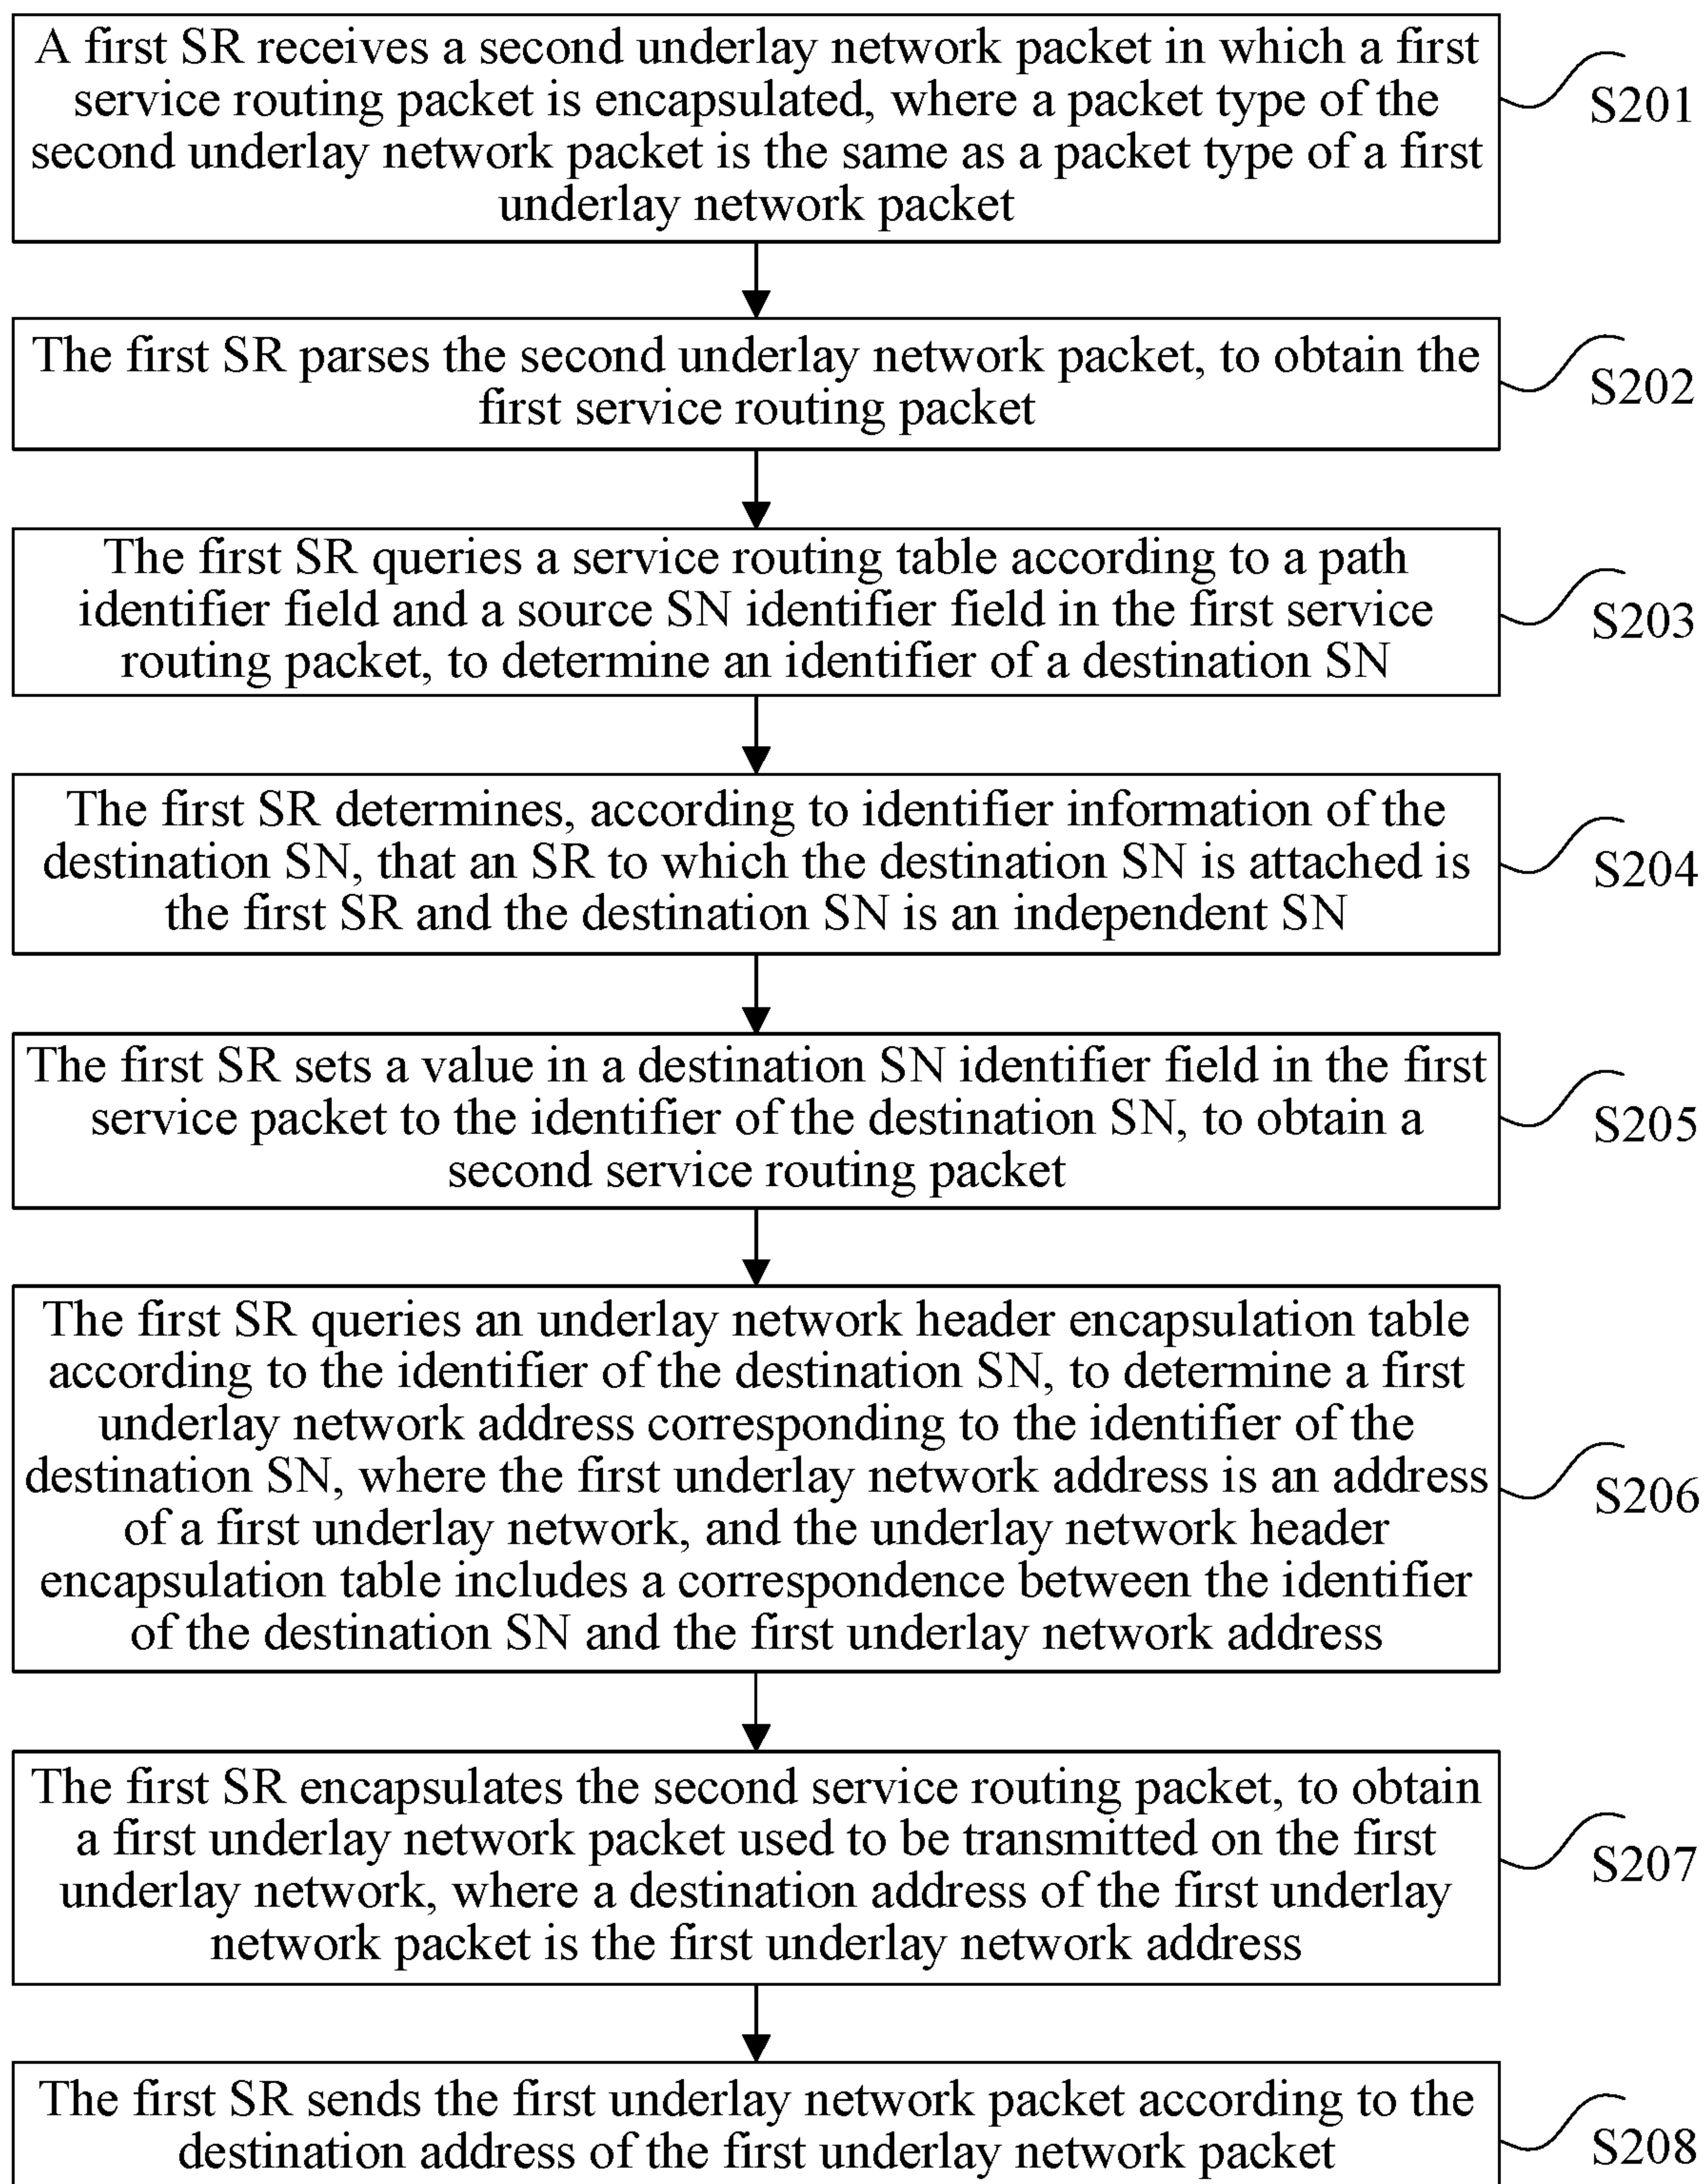 A first SR receives a second underlay network packet in which a first
service routing packet is encapsulated, where a packet type of the
second underlay network packet is the same as a packet type of a first
underlay network packet
S201
The first SR parses the second underlay network packet, to obtain the
first service routing packet
S202
The first SR queries a service routing table according to a path
identifier field and a source SN identifier field in the first service
routing packet, to determine an identifier of a destination SN
S203
The first SR determines, according to identifier information of the
destination SN, that an SR to which the destination SN is attached is
the first SR and the destination SN is an independent SN
S204
The first SR sets a value in a destination SN identifier field in the first
service packet to the identifier of the destination SN, to obtain a
second service routing packet
S205
The first SR queries an underlay network header encapsulation table
according to the identifier of the destination SN, to determine a first
underlay network address corresponding to the identifier of the
destination SN, where the first underlay network address is an address
of a first underlay network, and the underlay network header
encapsulation table includes a correspondence between the identifier
of the destination SN and the first underlay network address
S206
The first SR encapsulates the second service routing packet, to obtain
a first underlay network packet used to be transmitted on the first
underlay network, where a destination address of the first underlay
network packet is the first underlay network address
S207
The first SR sends the first underlay network packet according to the
destination address of the first underlay network packet
S208